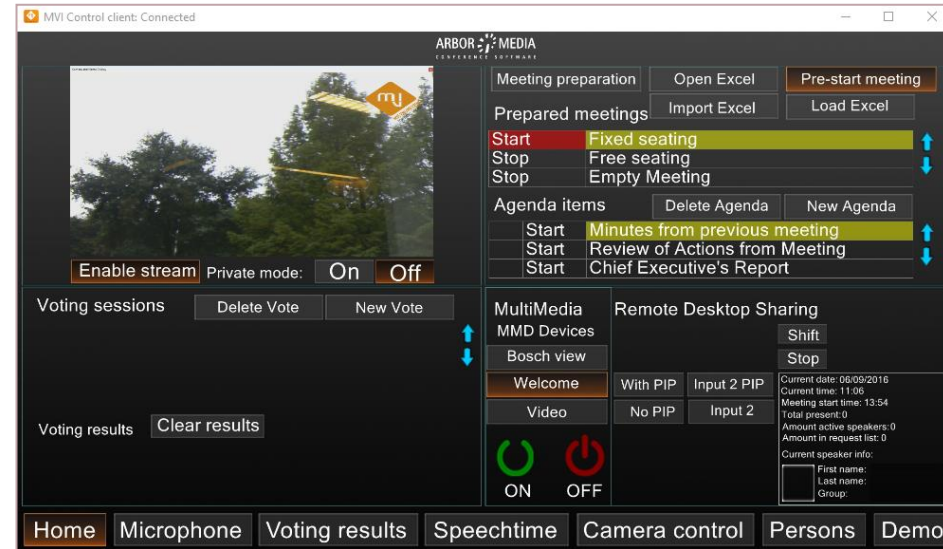 MVI Control client: Connected
ARBOR MEDIA
CONFERENCE SOFTWARE
Meeting preparation Open Excel Pre-start meeting
Prepared meetings Import Excel Load Excel
Start Fixed seating
Stop Free seating
Stop Empty Meeting
Agenda items Delete Agenda New Agenda
Start Minutes from previous meeting
Start Review of Actions from Meeting
Start Chief Executive's Report
Enable stream Private mode: On Off
Voting sessions Delete Vote New Vote
Voting results Clear results
MultiMedia
MMD Devices
Bosch view
Welcome
Video
ON OFF
Remote Desktop Sharing
Shift
Stop
With PIP Input 2 PIP
No PIP Input 2
Current date: 06/09/2016
Current time: 11:06
Meeting start time: 13:54
Total present:0
Amount active speakers:0
Amount in request list: 0
Current speaker info:
First name:
Last name:
Group:
Home Microphone Voting results Speechtime Camera control Persons Demo